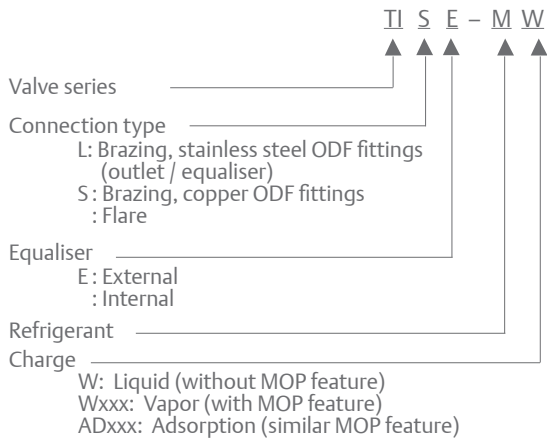 TI S E – M W
Valve series
Connection type
L: Brazing, stainless steel ODF fittings
(outlet / equaliser)
S : Brazing, copper ODF fittings
: Flare
Equaliser
E : External
: Internal
Refrigerant
Charge
W: Liquid (without MOP feature)
Wxxx: Vapor (with MOP feature)
ADxxx: Adsorption (similar MOP feature)